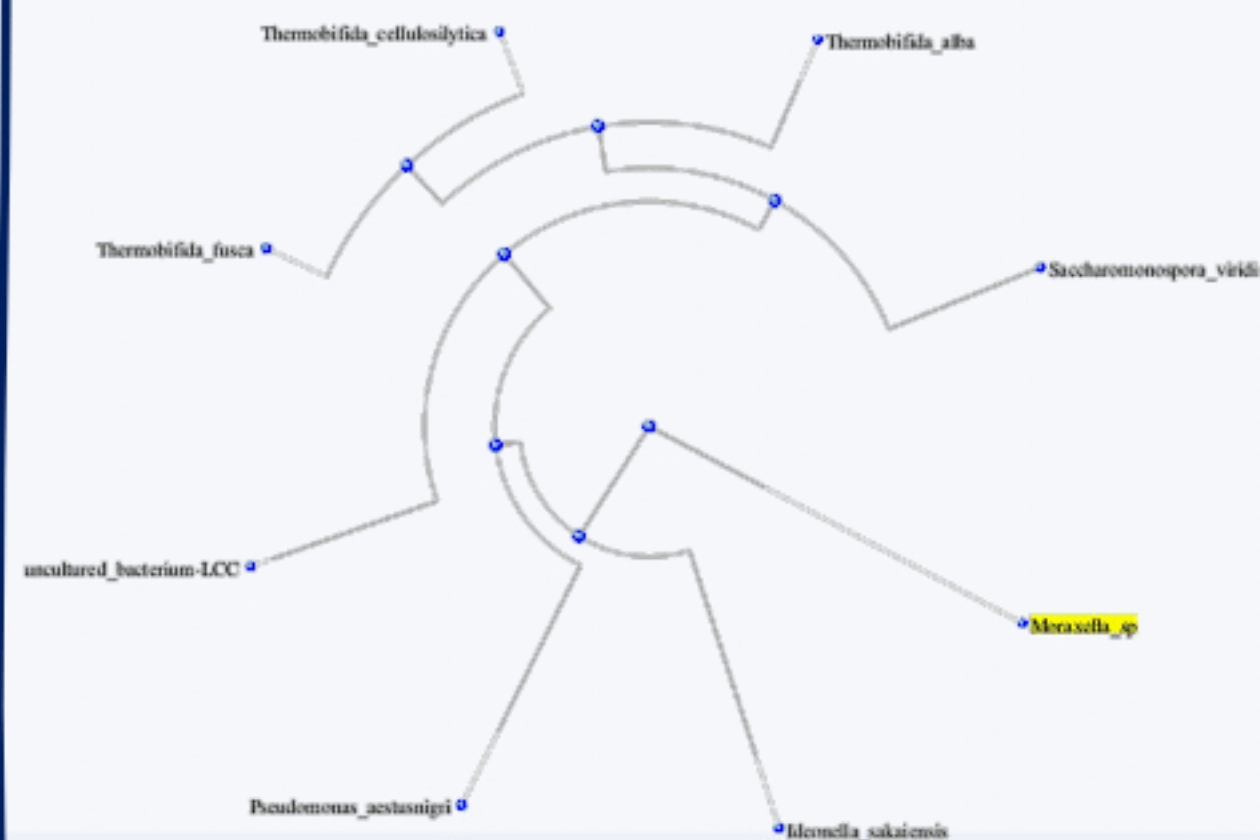 Thermobifida_cellulosilytica
Thermobifida_alba
Thermobifida_fusca
Saccharomonospora_viridi
uncultured_bacterium-LCC
Moraxella_sp
Pseudomonas_aestusnigri
Ideonella_sakaiensis